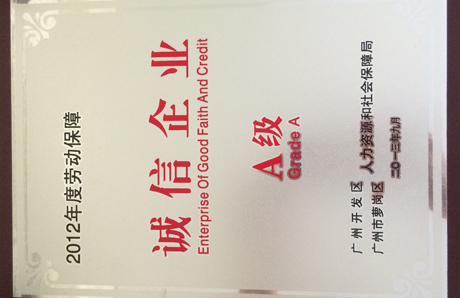 2012年度劳动保障
诚信企业
Enterprise Of Good Faith And Credit
A级
Grade A
广州开发区
广州市萝岗区
人力资源和社会保障局
二〇一三年九月